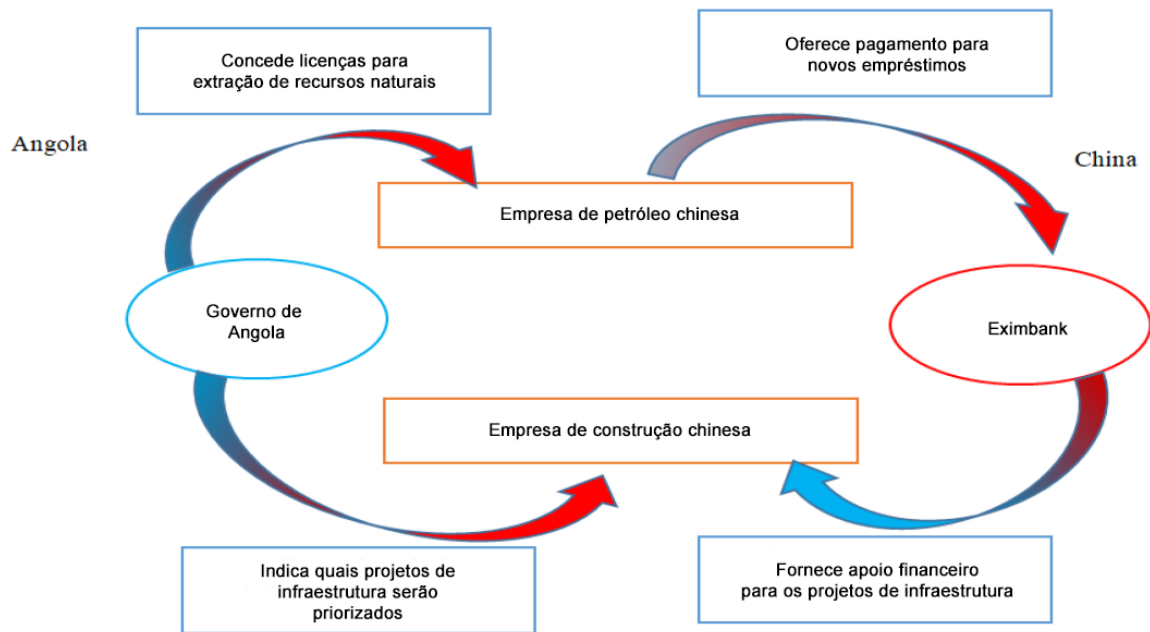 Concede licenças para
extração de recursos naturais
Oferece pagamento para
novos empréstimos
Angola
China
Empresa de petróleo chinesa
Governo de
Angola
Eximbank
Empresa de construção chinesa
Indica quais projetos de
infraestrutura serão
priorizados
Fornece apoio financeiro
para os projetos de infraestrutura